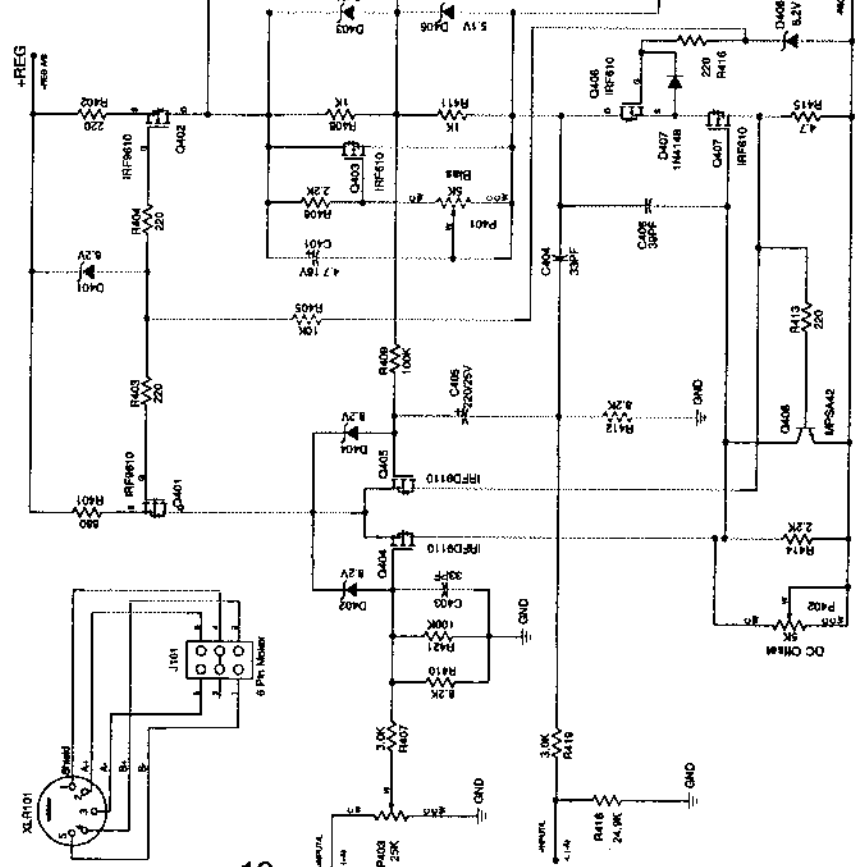 +REG
R402
220
IRF9610
Q402
R404
220
8.2V
D401
R403
220
IRF9610
Q401
R401
680
D403
D406
5.1V
1K
R408
R411
1K
Q403
IRF610
2.2K
R406
Bias
5K
P401
C401
4.7 16V
R405
10K
R409
100K
C405
220/25V
8.2V
D404
Q405
IRFD9110
Q404
IRFD9110
8.2V
D402
33PF
C403
100K
R421
R410
8.2K
GND
3.0K
R407
P403
25K
GND
Q406
IRF610
220
R416
D408
8.2V
D407
1N4148
Q407
IRF610
R415
4.7
C404
33PF
39PF
R413
220
8.2K
R412
GND
MPSA42
2.2K
R414
P402
5K
DC Offset
3.0K
R419
24.9K
GND
XLR101
Shield
A+
A-
B+
B-
1
2
3
5
J101
6 Pin Molex